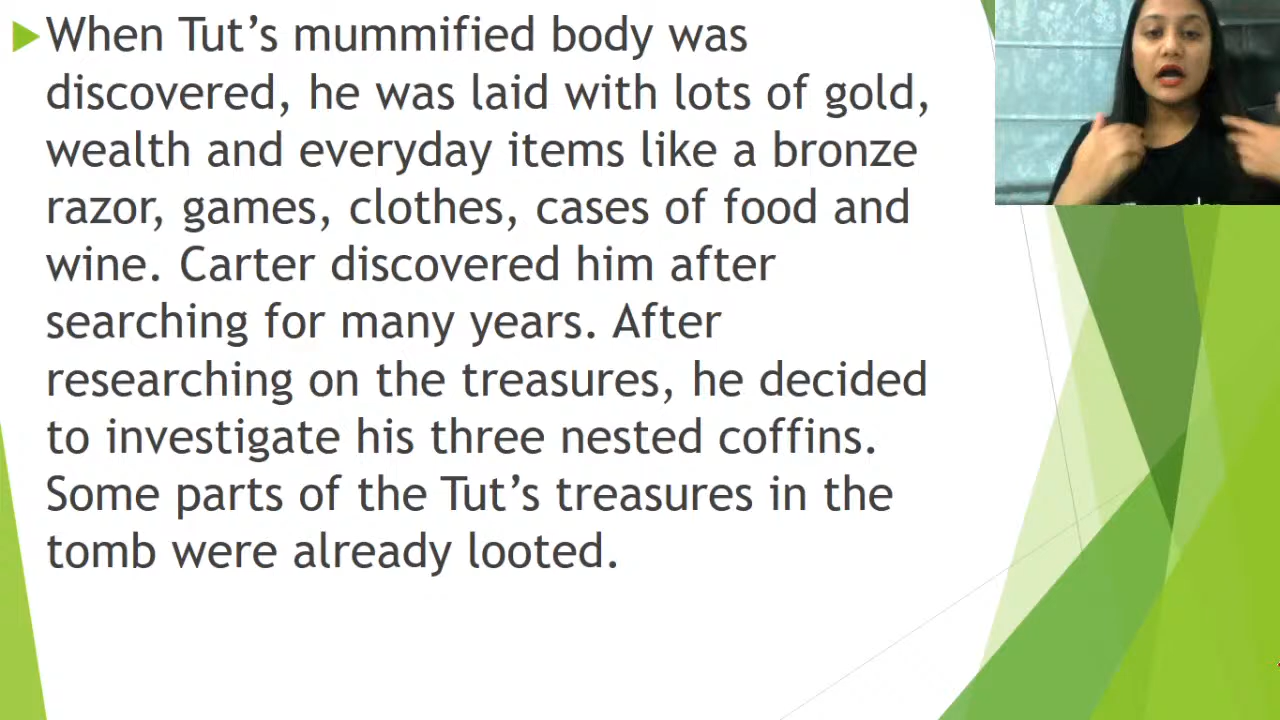 When Tut's mummified body was
discovered, he was laid with lots of gold,
wealth and everyday items like a bronze
razor, games, clothes, cases of food and
wine. Carter discovered him after
searching for many years. After
researching on the treasures, he decided
to investigate his three nested coffins.
Some parts of the Tut's treasures in the
tomb were already looted.